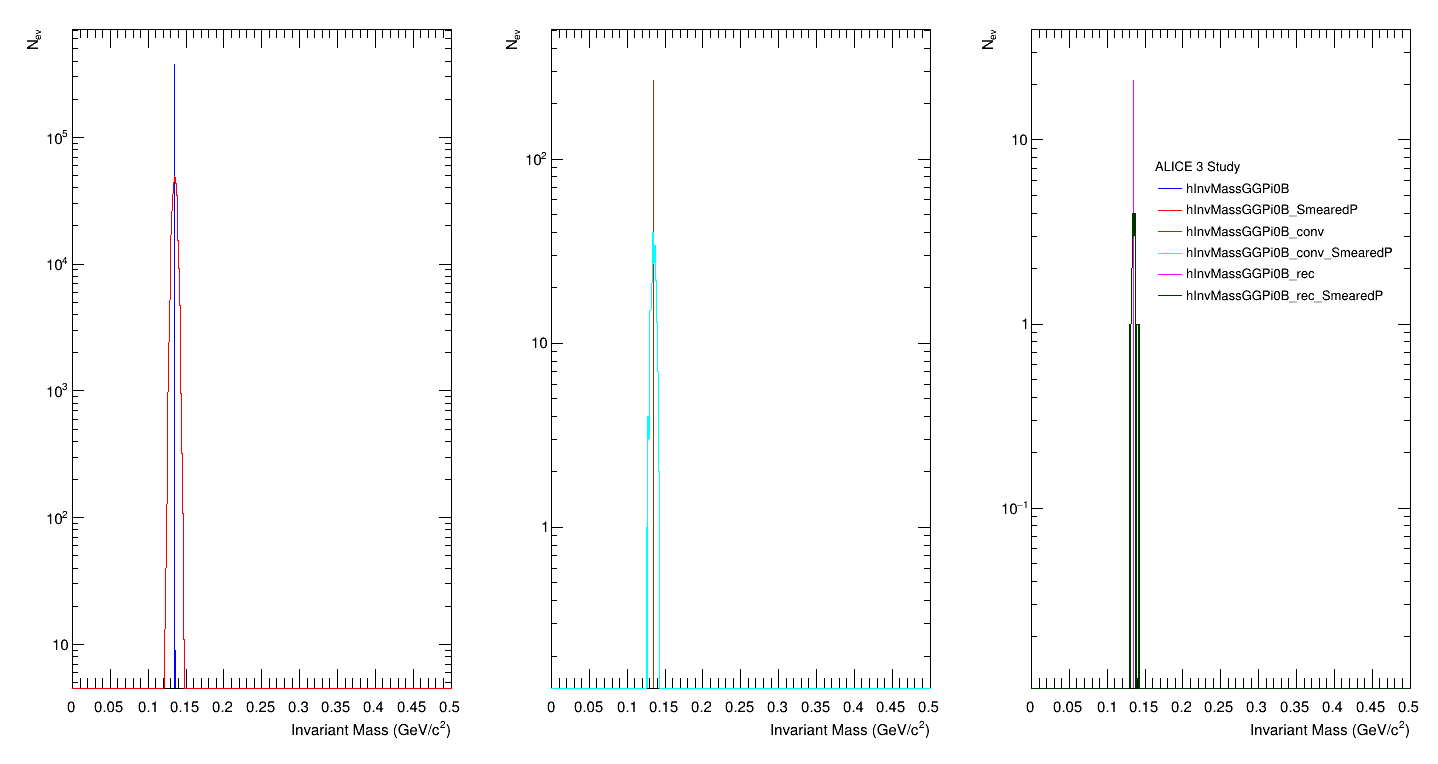 N_ev
10^5
10^4
10^3
10^2
10
0 0.05 0.1 0.15 0.2 0.25 0.3 0.35 0.4 0.45 0.5
Invariant Mass (GeV/c^2)
N_ev
10^2
10
1
0 0.05 0.1 0.15 0.2 0.25 0.3 0.35 0.4 0.45 0.5
Invariant Mass (GeV/c^2)
N_ev
10
1
10^−1
ALICE 3 Study
hInvMassGGPi0B
hInvMassGGPi0B_SmearedP
hInvMassGGPi0B_conv
hInvMassGGPi0B_conv_SmearedP
hInvMassGGPi0B_rec
hInvMassGGPi0B_rec_SmearedP
0 0.05 0.1 0.15 0.2 0.25 0.3 0.35 0.4 0.45 0.5
Invariant Mass (GeV/c^2)